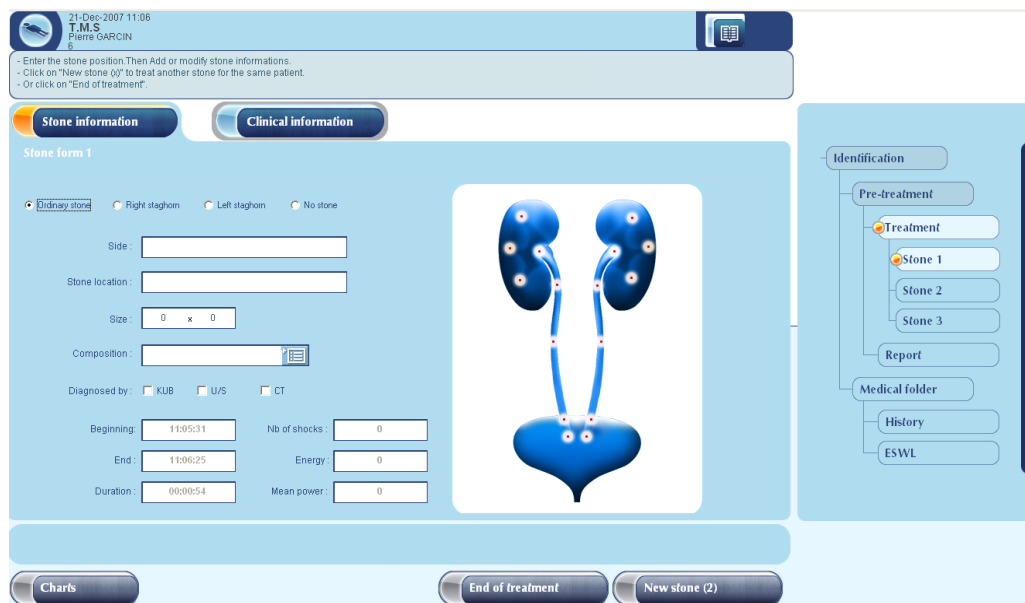 21-Dec-2007 11:06
T.M.S
Pierre GARCIN
6
- Enter the stone position.Then Add or modify stone informations.
- Click on "New stone (x)" to treat another stone for the same patient.
- Or click on "End of treatment".
Stone information
Clinical information
Stone form 1
Ordinary stone Right staghorn Left staghorn No stone
Side :
Stone location :
Size : 0 x 0
Composition :
Diagnosed by : KUB U/S CT
Beginning: 11:05:31 Nb of shocks : 0
End : 11:06:25 Energy : 0
Duration : 00:00:54 Mean power : 0
Identification
Pre-treatment
Treatment
Stone 1
Stone 2
Stone 3
Report
Medical folder
History
ESWL
Charts
End of treatment
New stone (2)